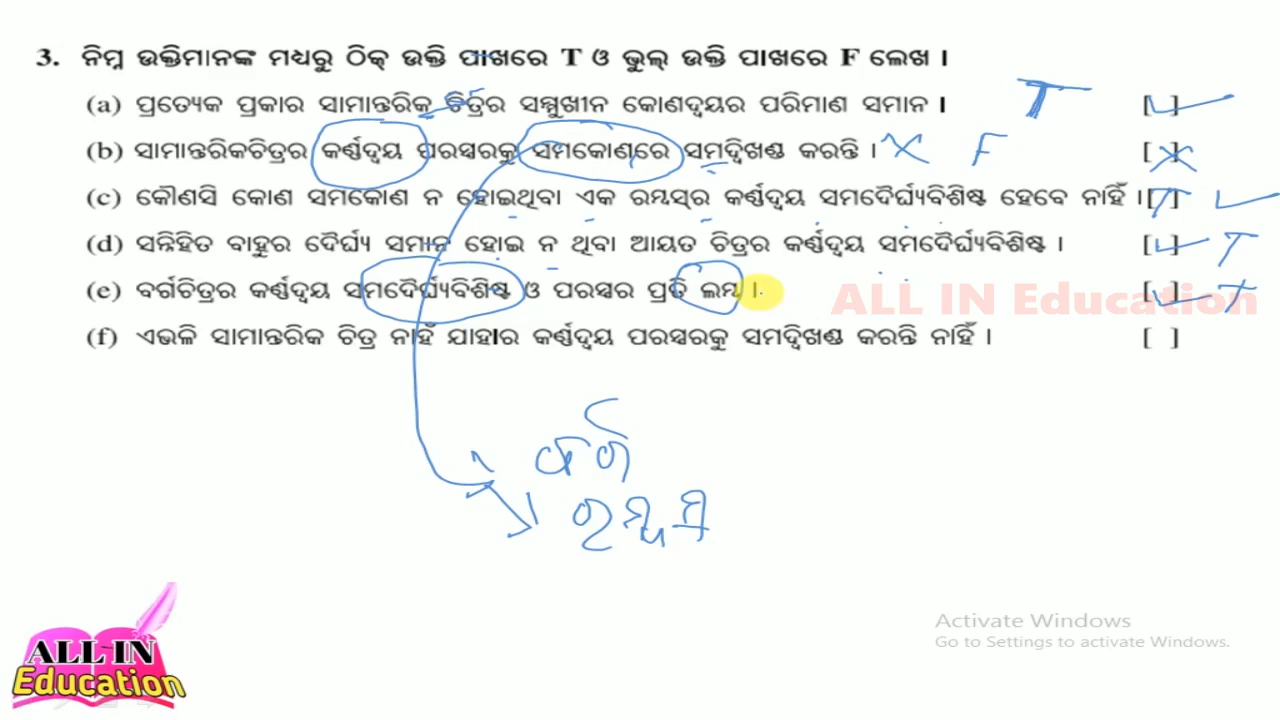 3. ନିମ୍ନ ଉକ୍ତିମାନଙ୍କ ମଧ୍ୟରୁ ଠିକ୍ ଉକ୍ତି ପାଖରେ T ଓ ଭୁଲ୍ ଉକ୍ତି ପାଖରେ F ଲେଖ ।
(a) ପ୍ରତ୍ୟେକ ପ୍ରକାର ସାମାନ୍ତରିକ ଚିତ୍ରର ସମ୍ମୁଖୀନ କୋଣଦ୍ୱୟର ପରିମାଣ ସମାନ । T [ ✓ ]
(b) ସାମାନ୍ତରିକଚିତ୍ରର କର୍ଣ୍ଣଦ୍ୱୟ ପରସ୍ପରକୁ ସମକୋଣରେ ସମଦ୍ୱିଖଣ୍ଡ କରନ୍ତି । X F [ X ]
(c) କୌଣସି କୋଣ ସମକୋଣ ନ ହୋଇଥିବା ଏକ ରମ୍ବସ୍‌ର କର୍ଣ୍ଣଦ୍ୱୟ ସମଦୈର୍ଘ୍ୟବିଶିଷ୍ଟ ହେବେ ନାହିଁ । [ T ] ✓
(d) ସନ୍ନିହିତ ବାହୁର ଦୈର୍ଘ୍ୟ ସମାନ ହୋଇ ନ ଥିବା ଆୟତ ଚିତ୍ରର କର୍ଣ୍ଣଦ୍ୱୟ ସମଦୈର୍ଘ୍ୟବିଶିଷ୍ଟ । [ ✓ ] T
(e) ବର୍ଗଚିତ୍ରର କର୍ଣ୍ଣଦ୍ୱୟ ସମଦୈର୍ଘ୍ୟବିଶିଷ୍ଟ ଓ ପରସ୍ପର ପ୍ରତି ଲମ୍ବ । [ ✓ ] T
ALL IN Education
(f) ଏଭଳି ସାମାନ୍ତରିକ ଚିତ୍ର ନାହିଁ ଯାହାର କର୍ଣ୍ଣଦ୍ୱୟ ପରସ୍ପରକୁ ସମଦ୍ୱିଖଣ୍ଡ କରନ୍ତି ନାହିଁ । [ ]
Activate Windows
Go to Settings to activate Windows.
ALL IN
Education